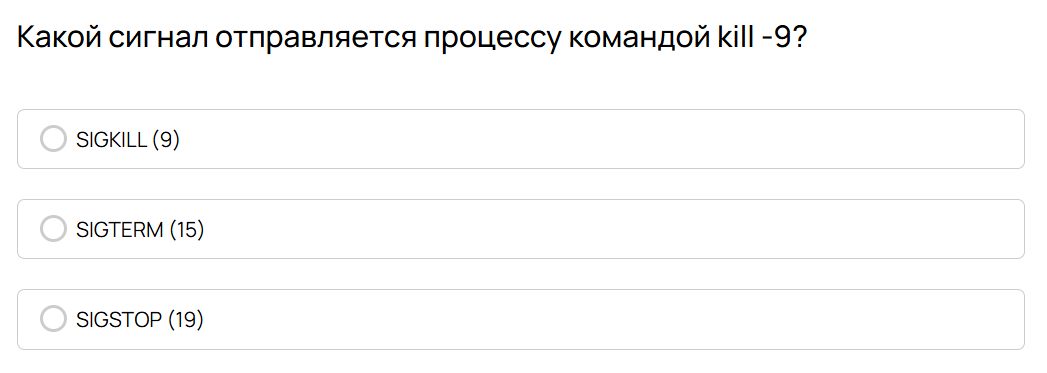 Какой сигнал отправляется процессу командой kill -9?
SIGKILL (9)
SIGTERM (15)
SIGSTOP (19)